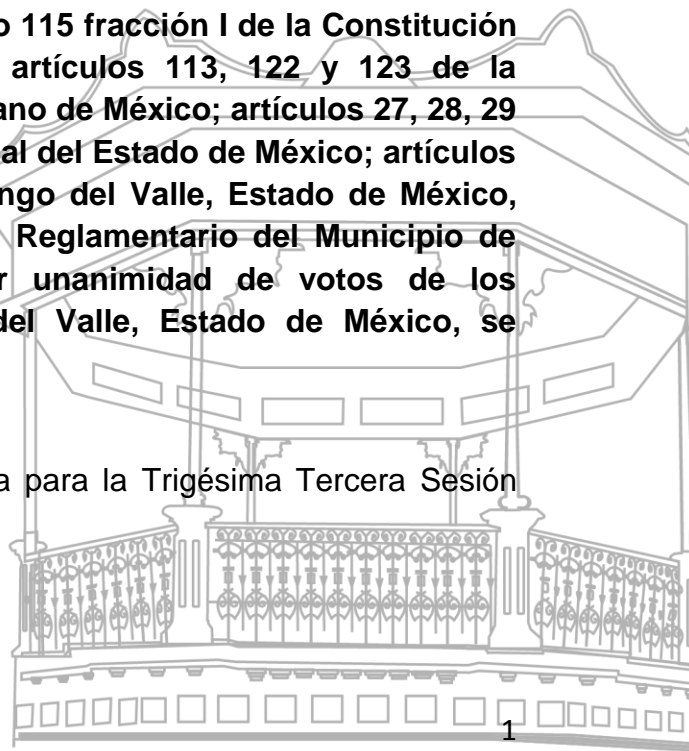 o 115 fracción I de la Constitución
artículos 113, 122 y 123 de la
ano de México; artículos 27, 28, 29
al del Estado de México; artículos
ngo del Valle, Estado de México,
Reglamentario del Municipio de
r unanimidad de votos de los
del Valle, Estado de México, se
a para la Trigésima Tercera Sesión
1